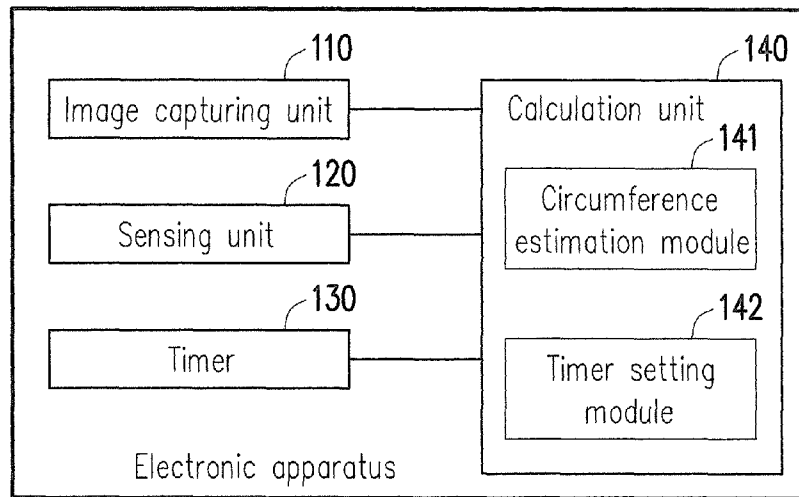 110
Image capturing unit
120
Sensing unit
130
Timer
Electronic apparatus
140
Calculation unit
141
Circumference
estimation module
142
Timer setting
module